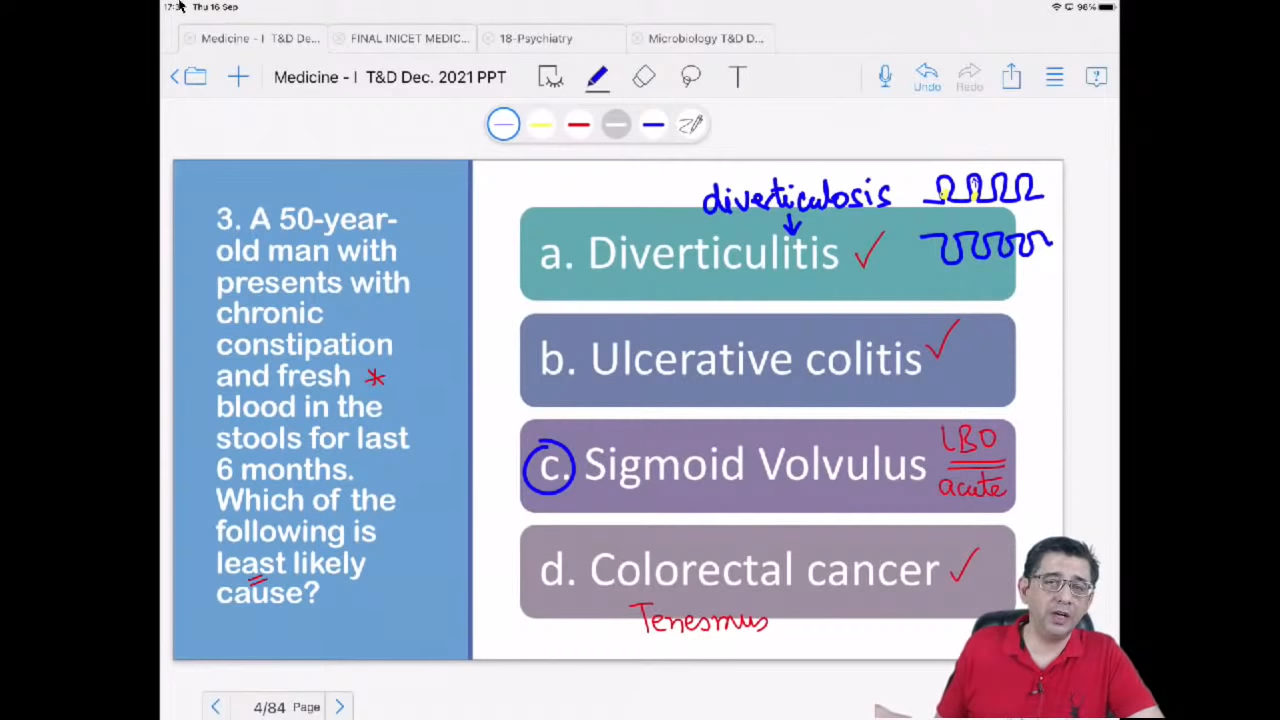 Thu 16 Sep
98%
Medicine - I T&D De...
FINAL INICET MEDIC...
18-Psychiatry
Microbiology T&D D...
Medicine - I T&D Dec. 2021 PPT
T
Undo
Redo
3. A 50-year-
old man with
presents with
chronic
constipation
and fresh *
blood in the
stools for last
6 months.
Which of the
following is
least likely
cause?
diverticulosis
a. Diverticulitis ✓
b. Ulcerative colitis ✓
c. Sigmoid Volvulus
LBO
acute
d. Colorectal cancer ✓
Tenesmus
4/84 Page